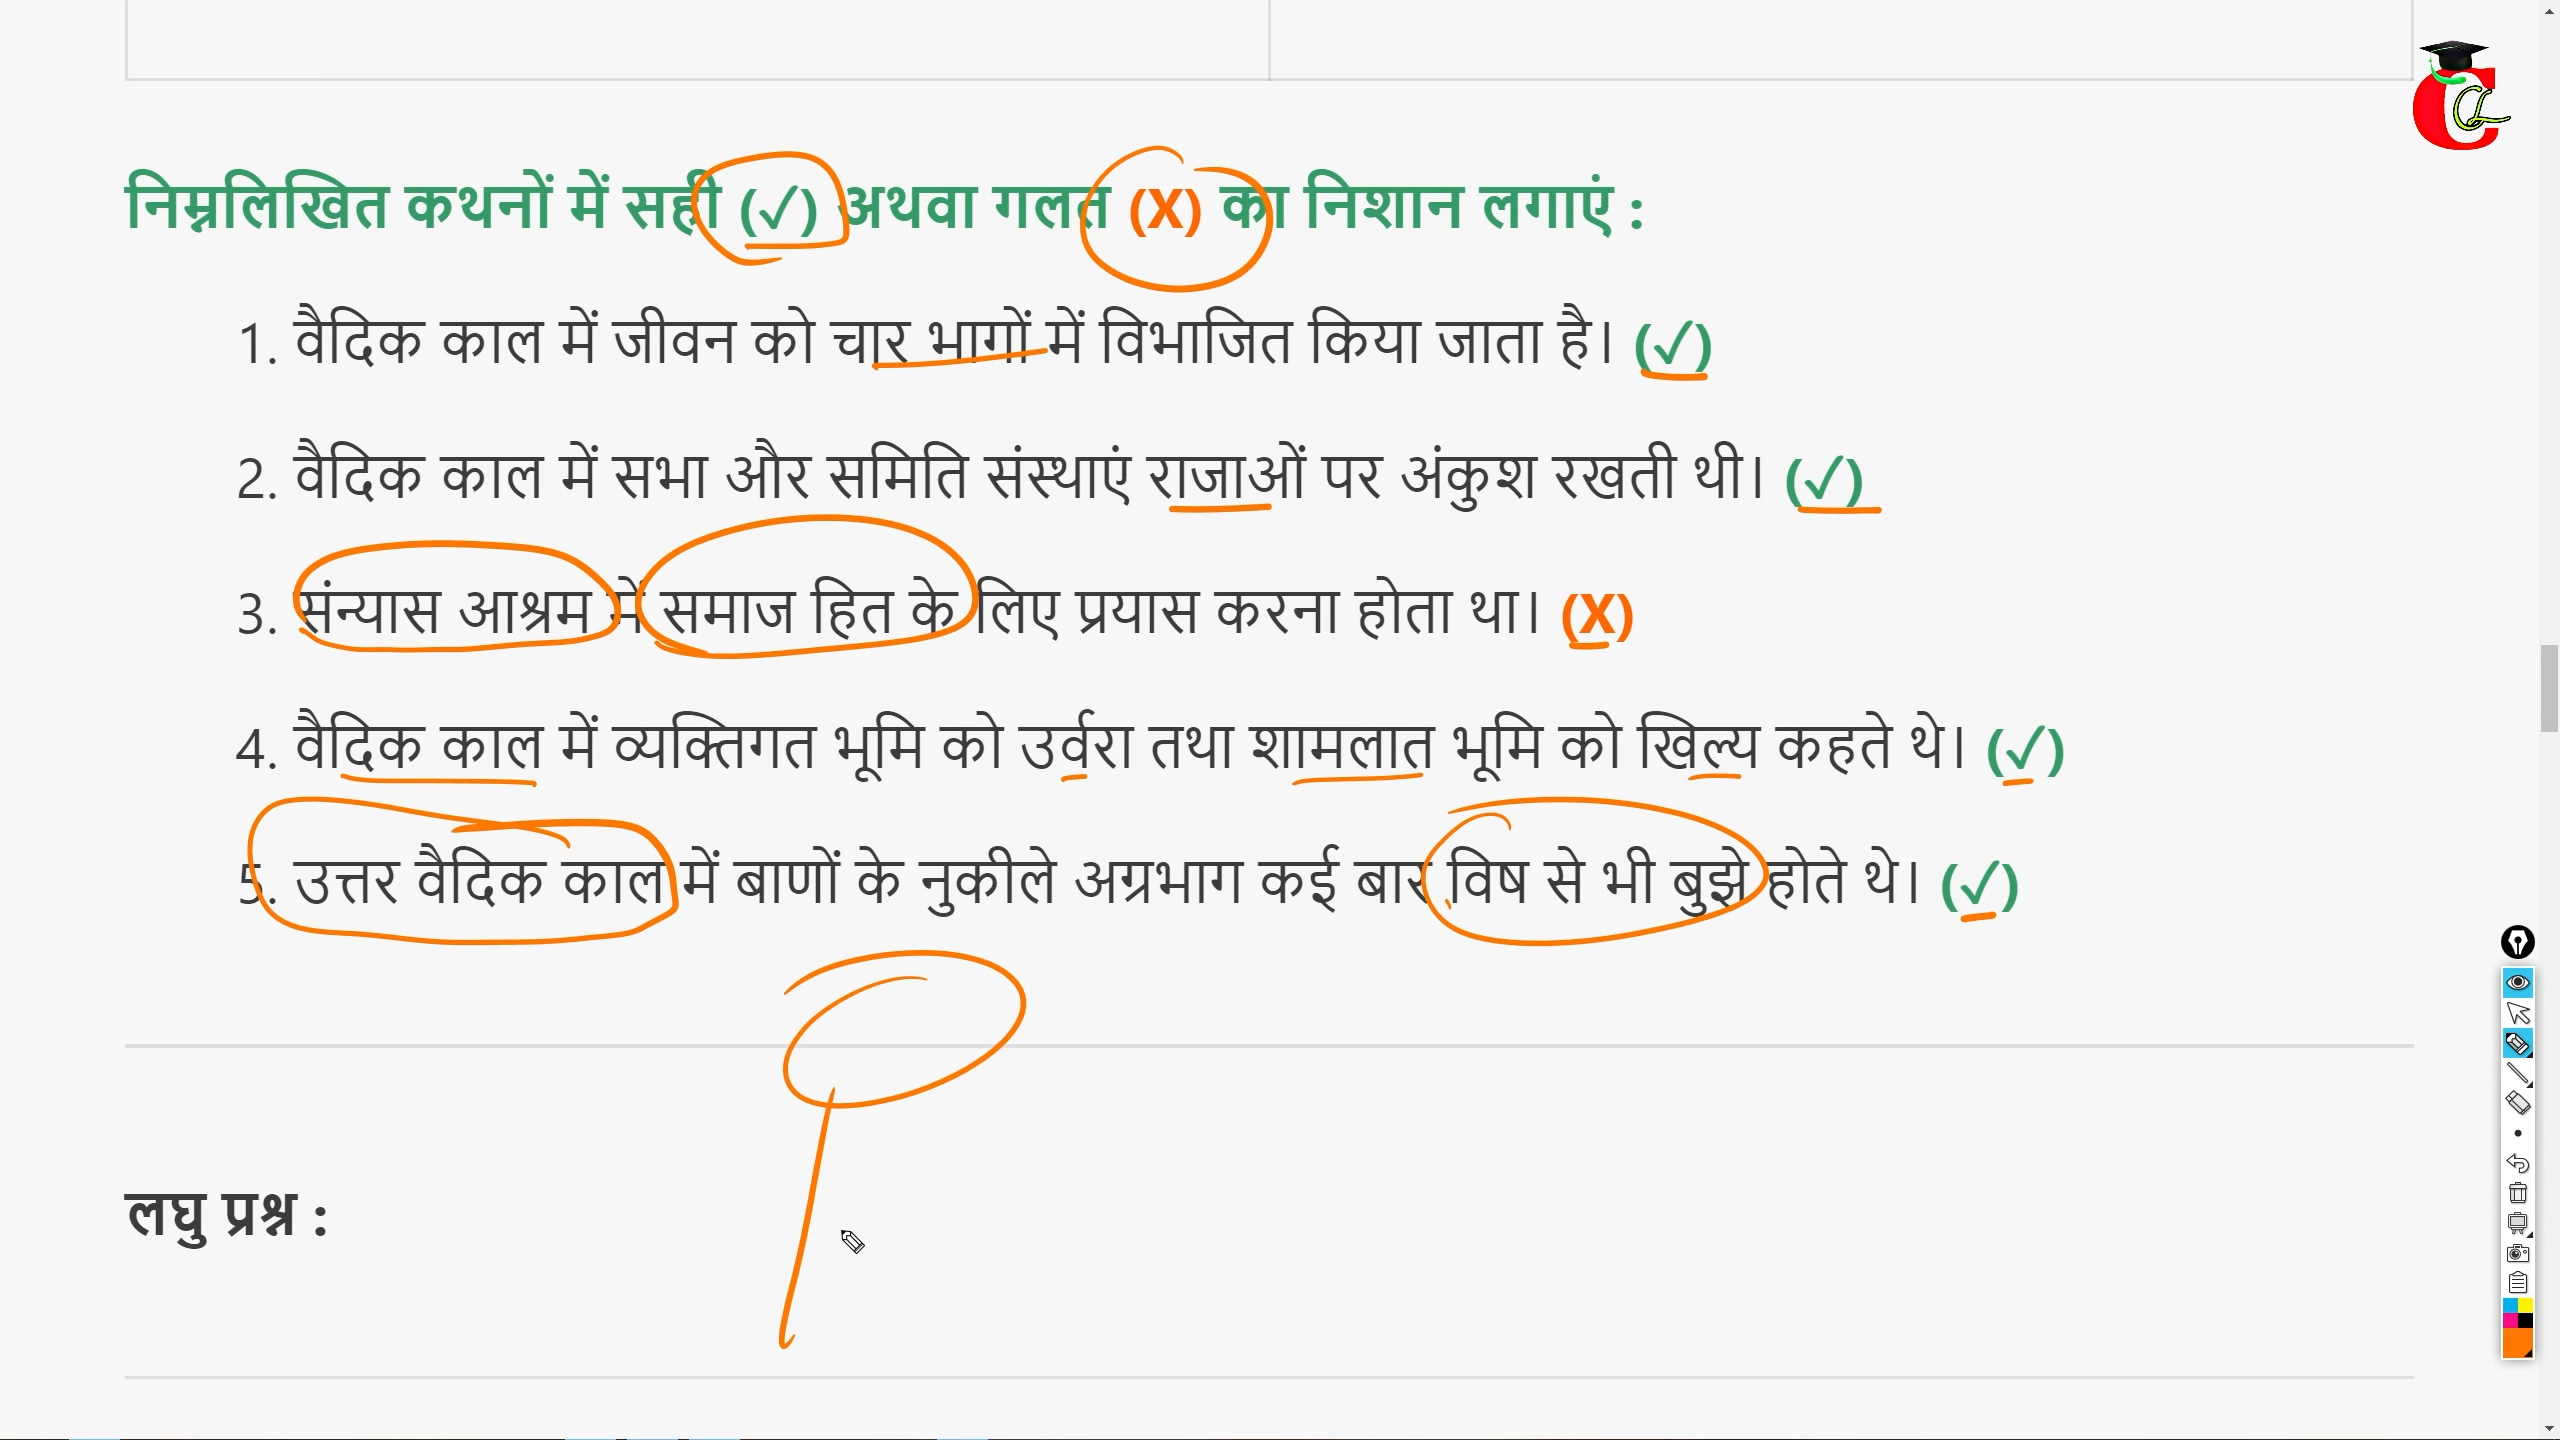 निम्नलिखित कथनों में सही (✓) अथवा गलत (X) का निशान लगाएं :
1. वैदिक काल में जीवन को चार भागों में विभाजित किया जाता है। (✓)
2. वैदिक काल में सभा और समिति संस्थाएं राजाओं पर अंकुश रखती थी। (✓)
3. संन्यास आश्रम में समाज हित के लिए प्रयास करना होता था। (X)
4. वैदिक काल में व्यक्तिगत भूमि को उर्वरा तथा शामलात भूमि को खिल्य कहते थे। (✓)
5. उत्तर वैदिक काल में बाणों के नुकीले अग्रभाग कई बार विष से भी बुझे होते थे। (✓)
लघु प्रश्न :